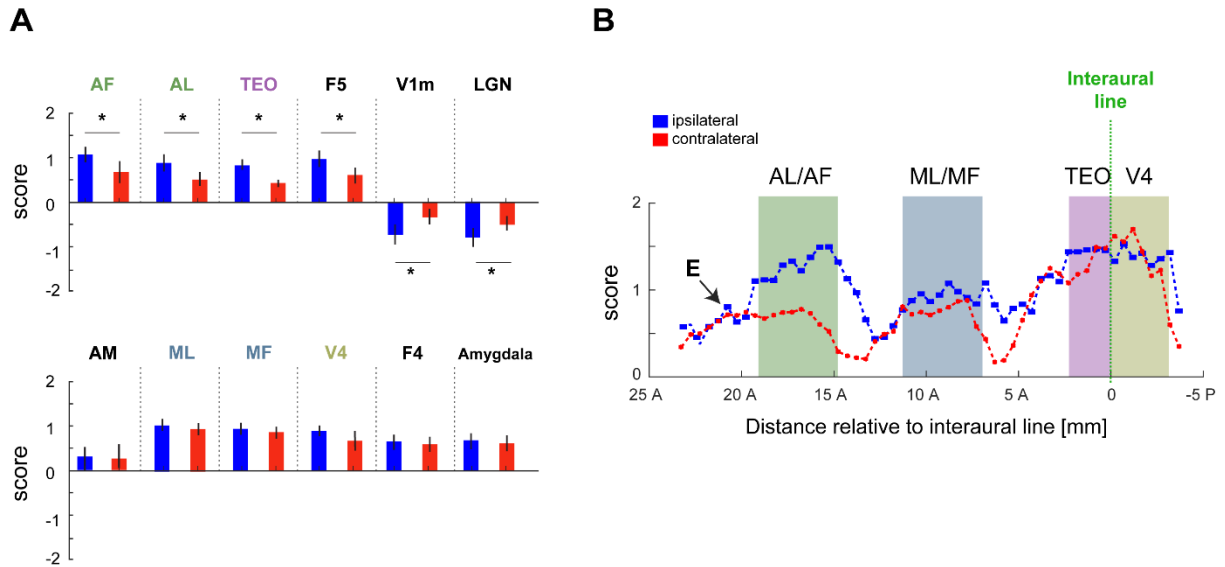 A
AF AL TEO F5 V1m LGN
* * * *
2
1
0
-1
-2
score
* *
AM ML MF V4 F4 Amygdala
2
1
0
-1
-2
score
B
Interaural
line
ipsilateral
contralateral
AL/AF ML/MF TEO V4
2
1
0
score
E
25 A 20 A 15 A 10 A 5 A 0 -5 P
Distance relative to interaural line [mm]